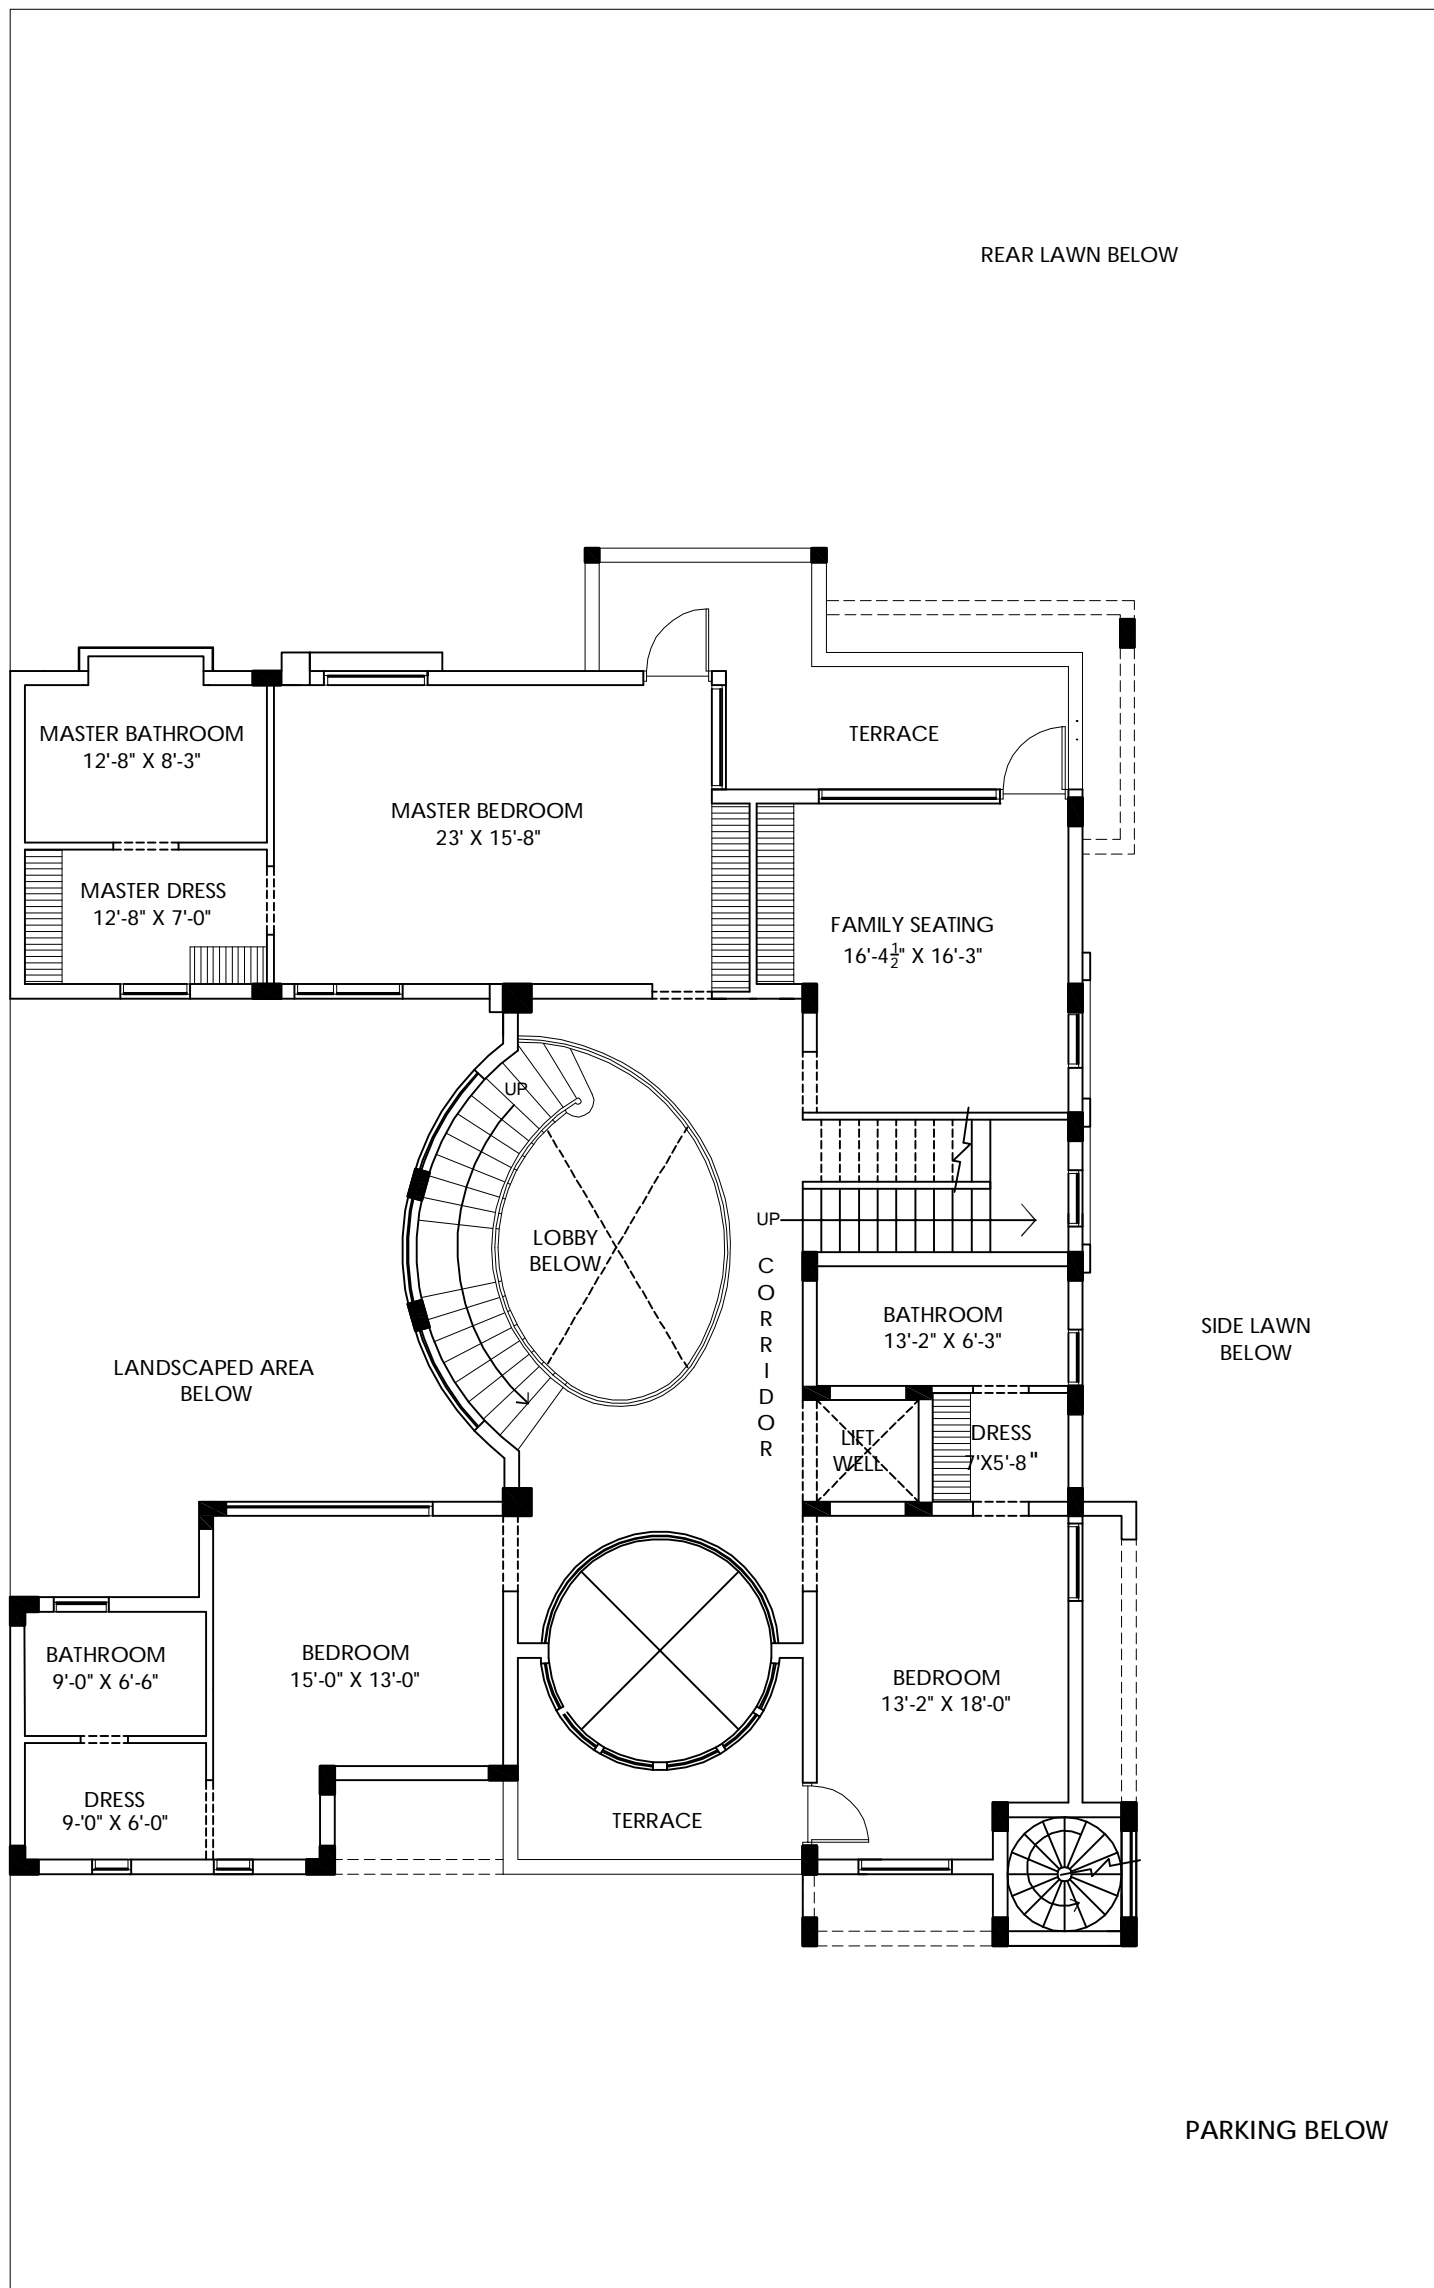 REAR LAWN BELOW
MASTER BATHROOM
12'-8" X 8'-3"
TERRACE
MASTER BEDROOM
23' X 15'-8"
MASTER DRESS
12'-8" X 7'-0"
FAMILY SEATING
16'-4½" X 16'-3"
UP
UP
LOBBY
BELOW
CORRIDOR
BATHROOM
13'-2" X 6'-3"
SIDE LAWN
BELOW
LANDSCAPED AREA
BELOW
LIFT
WELL
DRESS
7'X5'-8"
BATHROOM
9'-0" X 6'-6"
BEDROOM
15'-0" X 13'-0"
BEDROOM
13'-2" X 18'-0"
DRESS
9-'0" X 6'-0"
TERRACE
PARKING BELOW